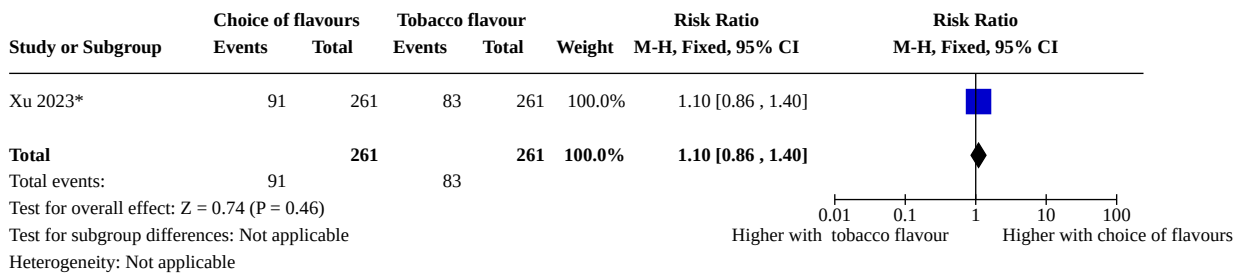 Choice of flavours Tobacco flavour Risk Ratio Risk Ratio
Study or Subgroup Events Total Events Total Weight M-H, Fixed, 95% CI M-H, Fixed, 95% CI
Xu 2023* 91 261 83 261 100.0% 1.10 [0.86 , 1.40]
Total 261 261 100.0% 1.10 [0.86 , 1.40]
Total events: 91 83
Test for overall effect: Z = 0.74 (P = 0.46)
0.01 0.1 1 10 100
Test for subgroup differences: Not applicable Higher with tobacco flavour Higher with choice of flavours
Heterogeneity: Not applicable